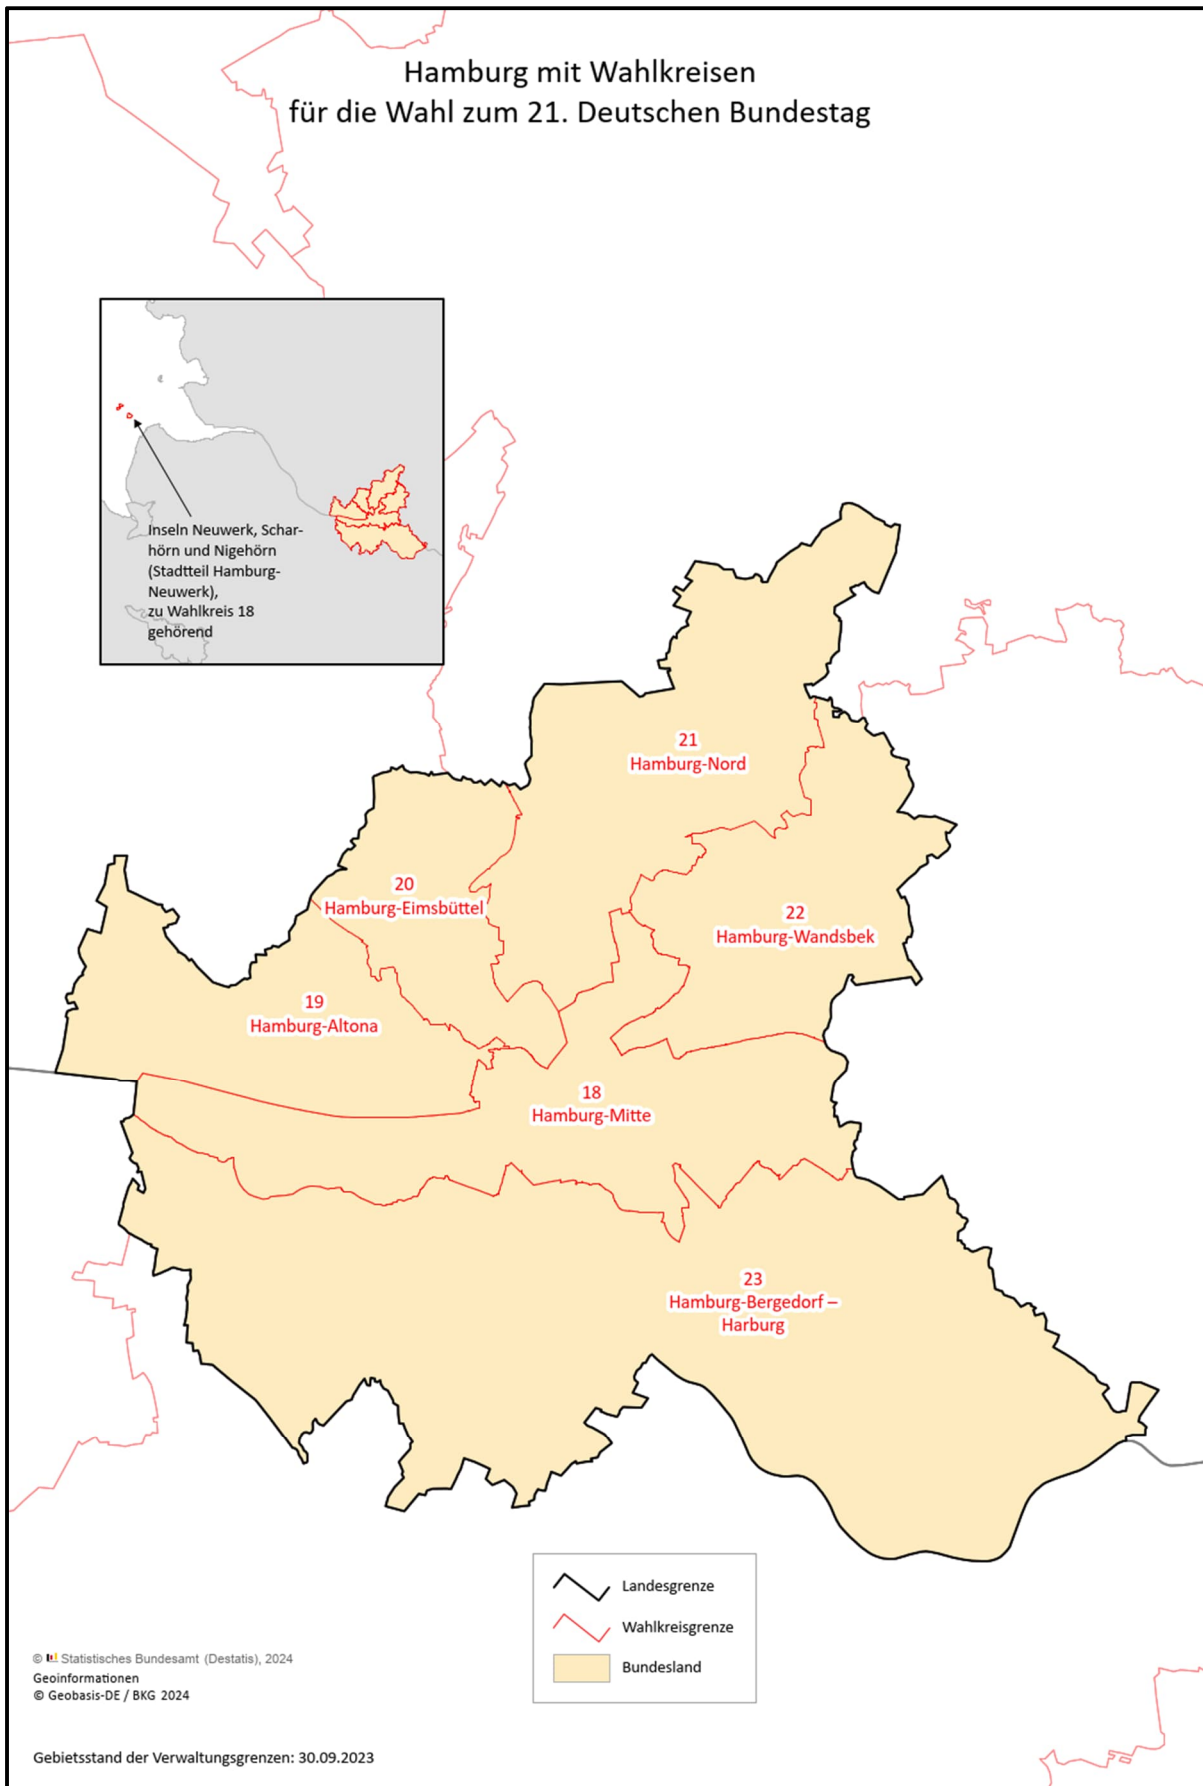 Hamburg mit Wahlkreisen
für die Wahl zum 21. Deutschen Bundestag
Inseln Neuwerk, Schar-
hörn und Nigehörn
(Stadtteil Hamburg-
Neuwerk),
zu Wahlkreis 18
gehörend
21
Hamburg-Nord
20
Hamburg-Eimsbüttel
22
Hamburg-Wandsbek
19
Hamburg-Altona
18
Hamburg-Mitte
23
Hamburg-Bergedorf –
Harburg
Landesgrenze
Wahlkreisgrenze
Bundesland
© Statistisches Bundesamt (Destatis), 2024
Geoinformationen
© Geobasis-DE / BKG 2024
Gebietsstand der Verwaltungsgrenzen: 30.09.2023